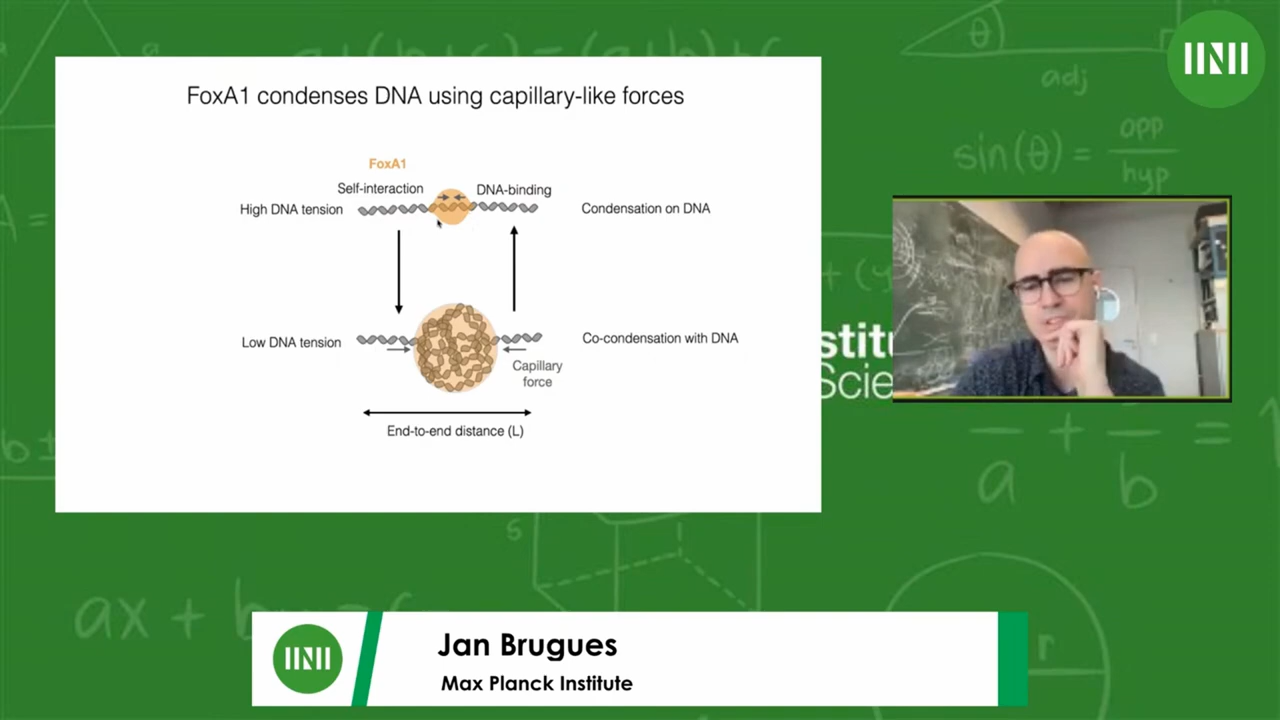 FoxA1 condenses DNA using capillary-like forces
FoxA1
Self-interaction
DNA-binding
High DNA tension
Condensation on DNA
Low DNA tension
Co-condensation with DNA
Capillary
force
End-to-end distance (L)
θ
adj
sin(θ) = opp
hyp
a
b
ax + b
r
Jan Brugues
Max Planck Institute